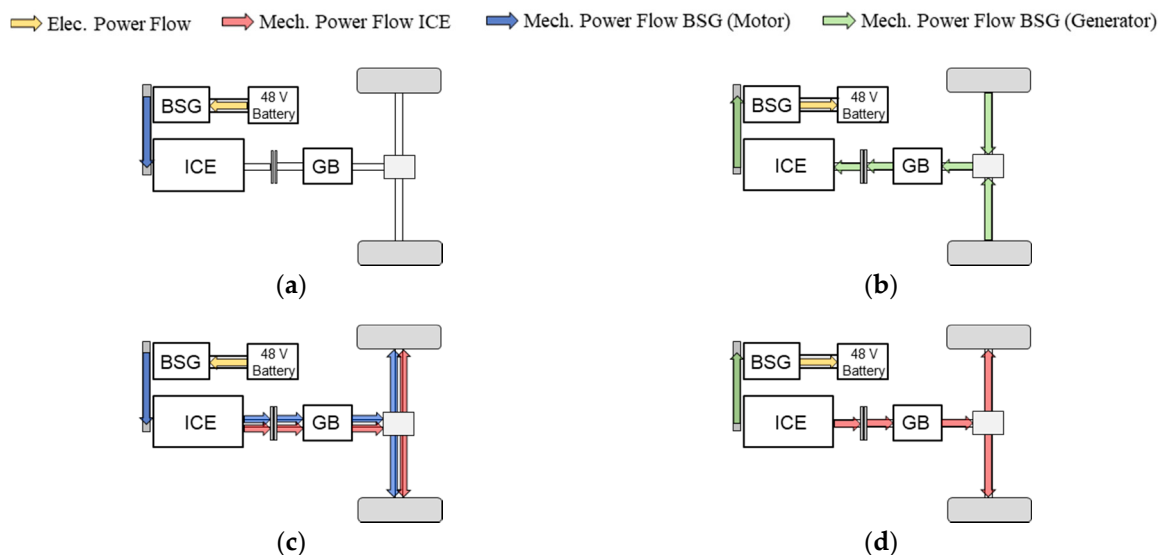 Elec. Power Flow Mech. Power Flow ICE Mech. Power Flow BSG (Motor) Mech. Power Flow BSG (Generator)
BSG
48 V
Battery
ICE
GB
(a)
BSG
48 V
Battery
ICE
GB
(b)
BSG
48 V
Battery
ICE
GB
(c)
BSG
48 V
Battery
ICE
GB
(d)